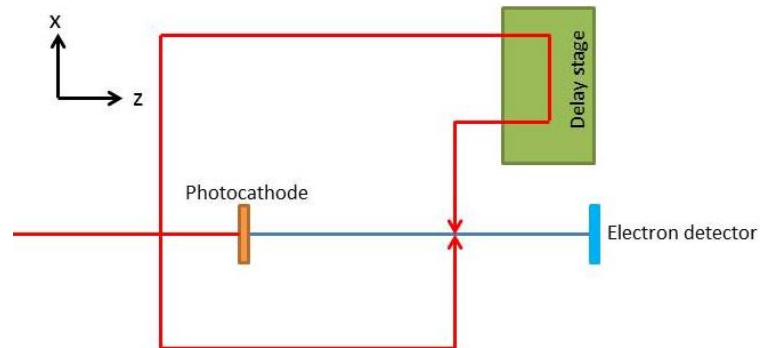 x
z
Delay stage
Photocathode
Electron detector